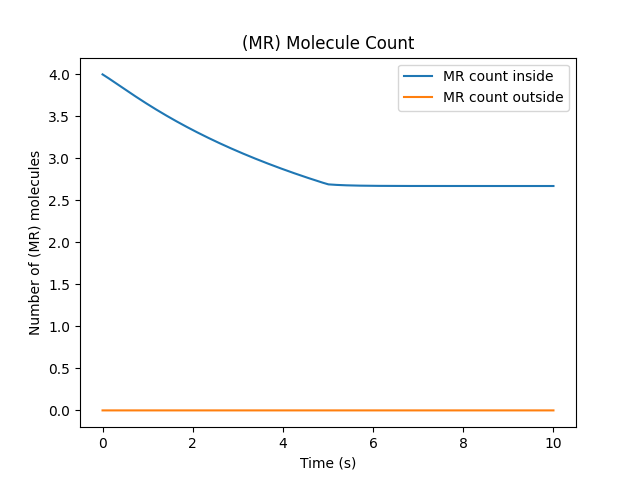 (MR) Molecule Count
MR count inside
MR count outside
Number of (MR) molecules
4.0
3.5
3.0
2.5
2.0
1.5
1.0
0.5
0.0
0 2 4 6 8 10
Time (s)